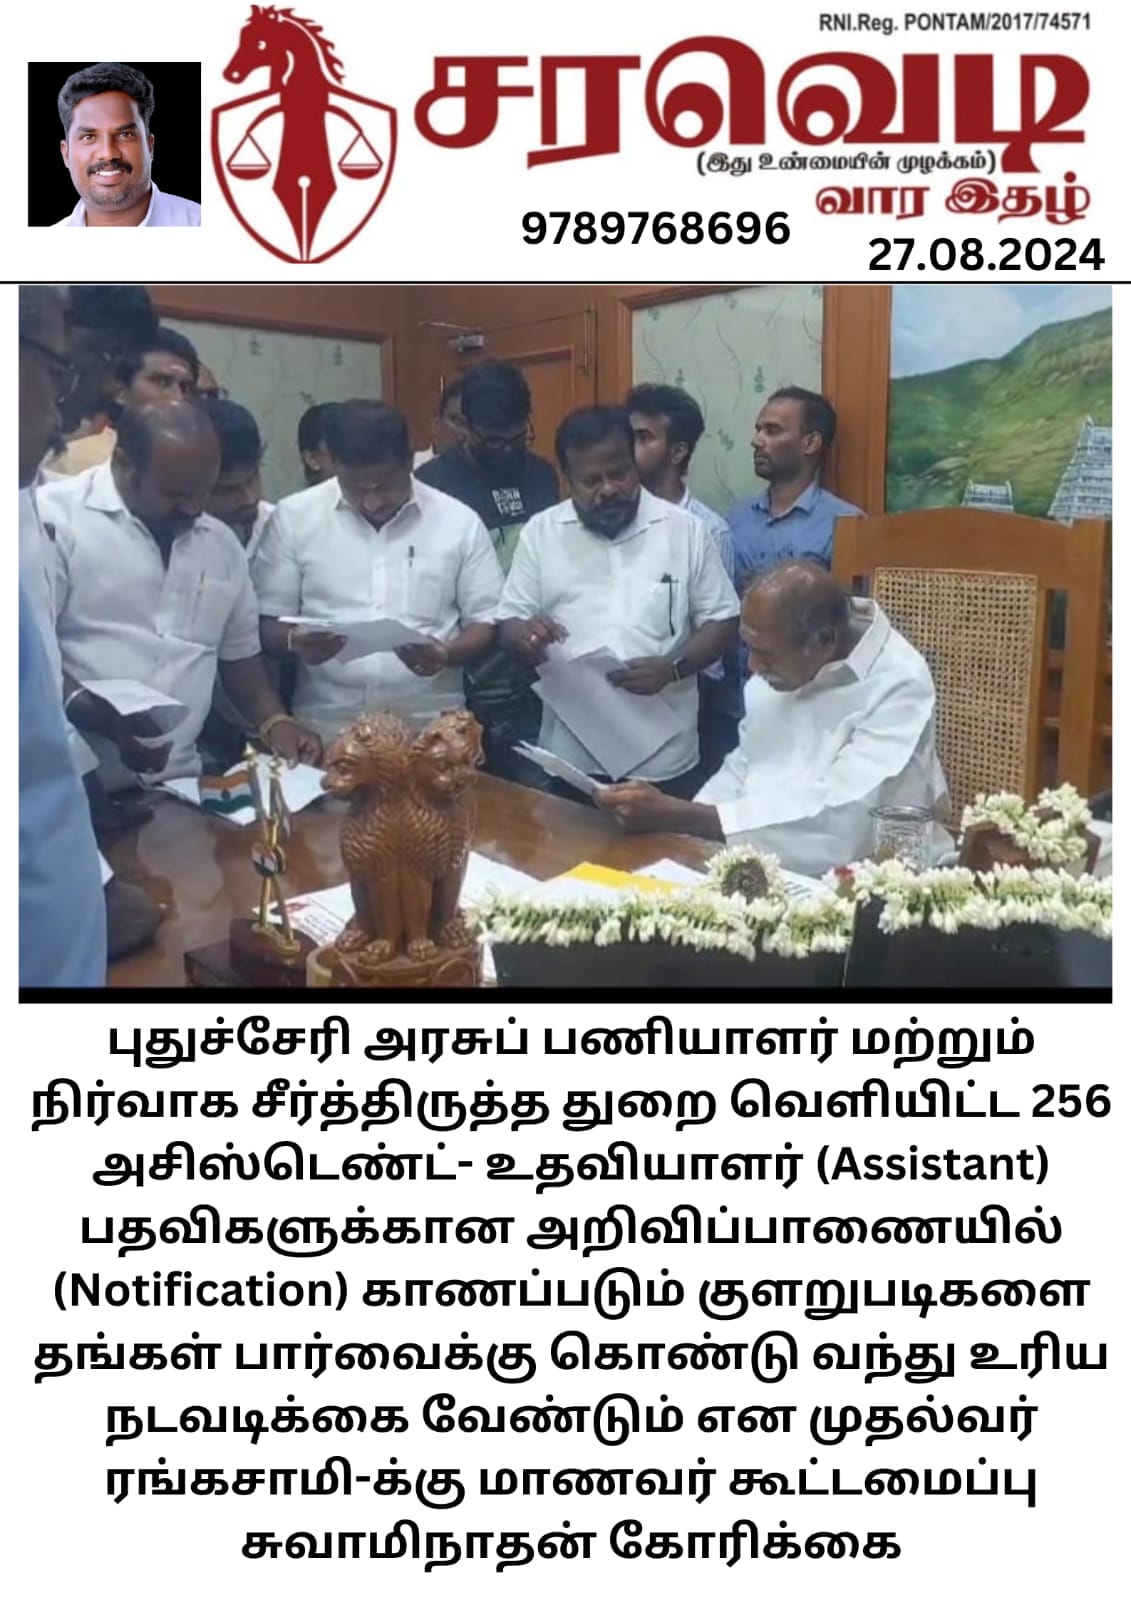 RNI.Reg. PONTAM/2017/74571
சரவெடி
(இது உண்மையின் முழக்கம்)
வார இதழ்
9789768696
27.08.2024
புதுச்சேரி அரசுப் பணியாளர் மற்றும்
நிர்வாக சீர்த்திருத்த துறை வெளியிட்ட 256
அசிஸ்டெண்ட்- உதவியாளர் (Assistant)
பதவிகளுக்கான அறிவிப்பாணையில்
(Notification) காணப்படும் குளறுபடிகளை
தங்கள் பார்வைக்கு கொண்டு வந்து உரிய
நடவடிக்கை வேண்டும் என முதல்வர்
ரங்கசாமி-க்கு மாணவர் கூட்டமைப்பு
சுவாமிநாதன் கோரிக்கை